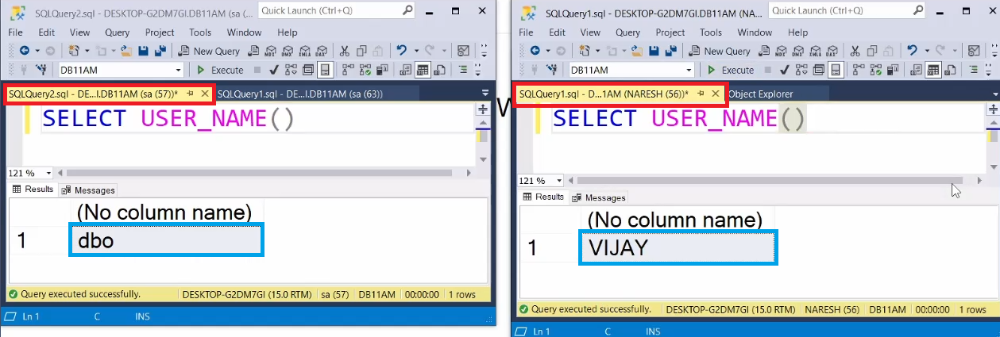 SQLQuery2.sql - DESKTOP-G2DM7GI.DB11AM (sa (...
Quick Launch (Ctrl+Q)
File Edit View Query Project Tools Window Help
New Query
DB11AM
Execute
SQLQuery2.sql - DE...I.DB11AM (sa (57))*
SQLQuery1.sql - DE...I.DB11AM (sa (63))
SELECT USER_NAME()
121 %
Results Messages
(No column name)
1 dbo
Query executed successfully. DESKTOP-G2DM7GI (15.0 RTM) sa (57) DB11AM 00:00:00 1 rows
Ln 1 C INS
W
SQLQuery1.sql - DESKTOP-G2DM7GI.DB11AM (NA...
Quick Launch (Ctrl+Q)
File Edit View Query Project Tools Window Help
New Query
DB11AM
Execute
SQLQuery1.sql - D...1AM (NARESH (56))*
Object Explorer
SELECT USER_NAME()
121 %
Results Messages
(No column name)
1 VIJAY
Query executed successfully. DESKTOP-G2DM7GI (15.0 RTM) NARESH (56) DB11AM 00:00:00 1 rows
Ln 1 C INS